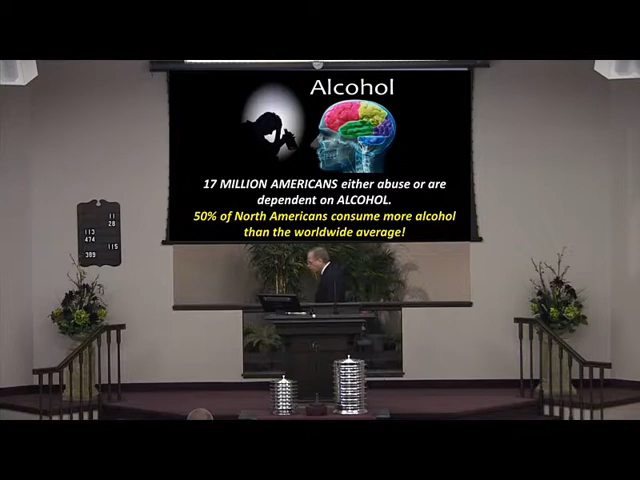 Alcohol
17 MILLION AMERICANS either abuse or are
dependent on ALCOHOL.
50% of North Americans consume more alcohol
than the worldwide average!
11
28
113
474
115
389